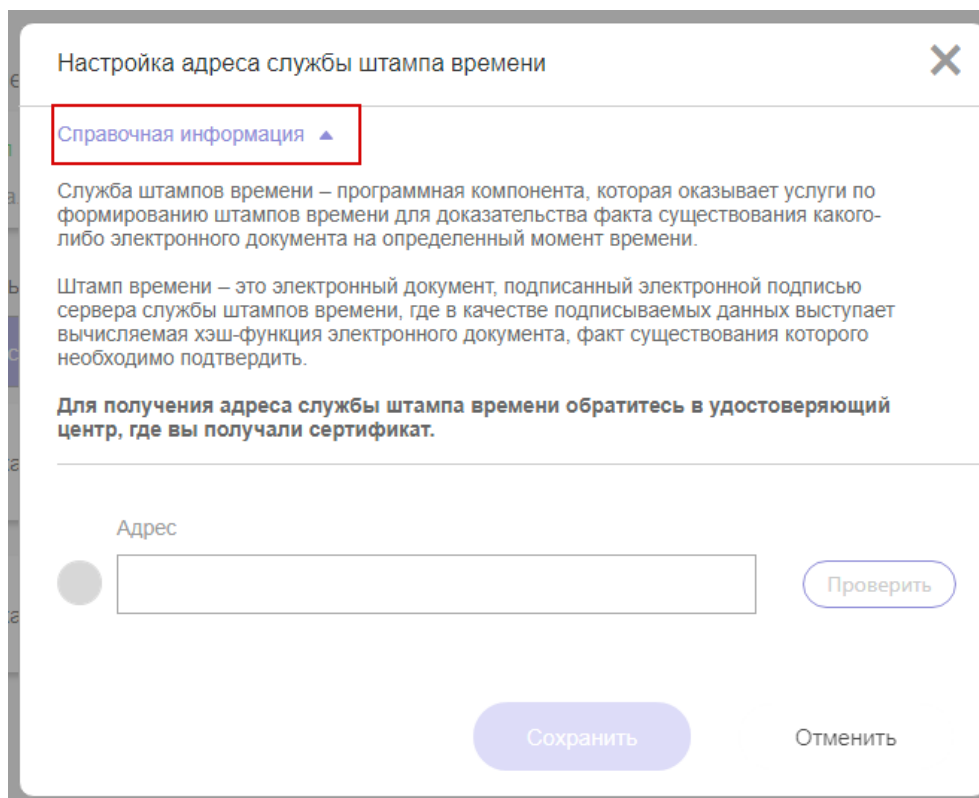 Настройка адреса службы штампа времени
Справочная информация
Служба штампов времени – программная компонента, которая оказывает услуги по
формированию штампов времени для доказательства факта существования какого-
либо электронного документа на определенный момент времени.
Штамп времени – это электронный документ, подписанный электронной подписью
сервера службы штампов времени, где в качестве подписываемых данных выступает
вычисляемая хэш-функция электронного документа, факт существования которого
необходимо подтвердить.
Для получения адреса службы штампа времени обратитесь в удостоверяющий
центр, где вы получали сертификат.
Адрес
Проверить
Сохранить
Отменить